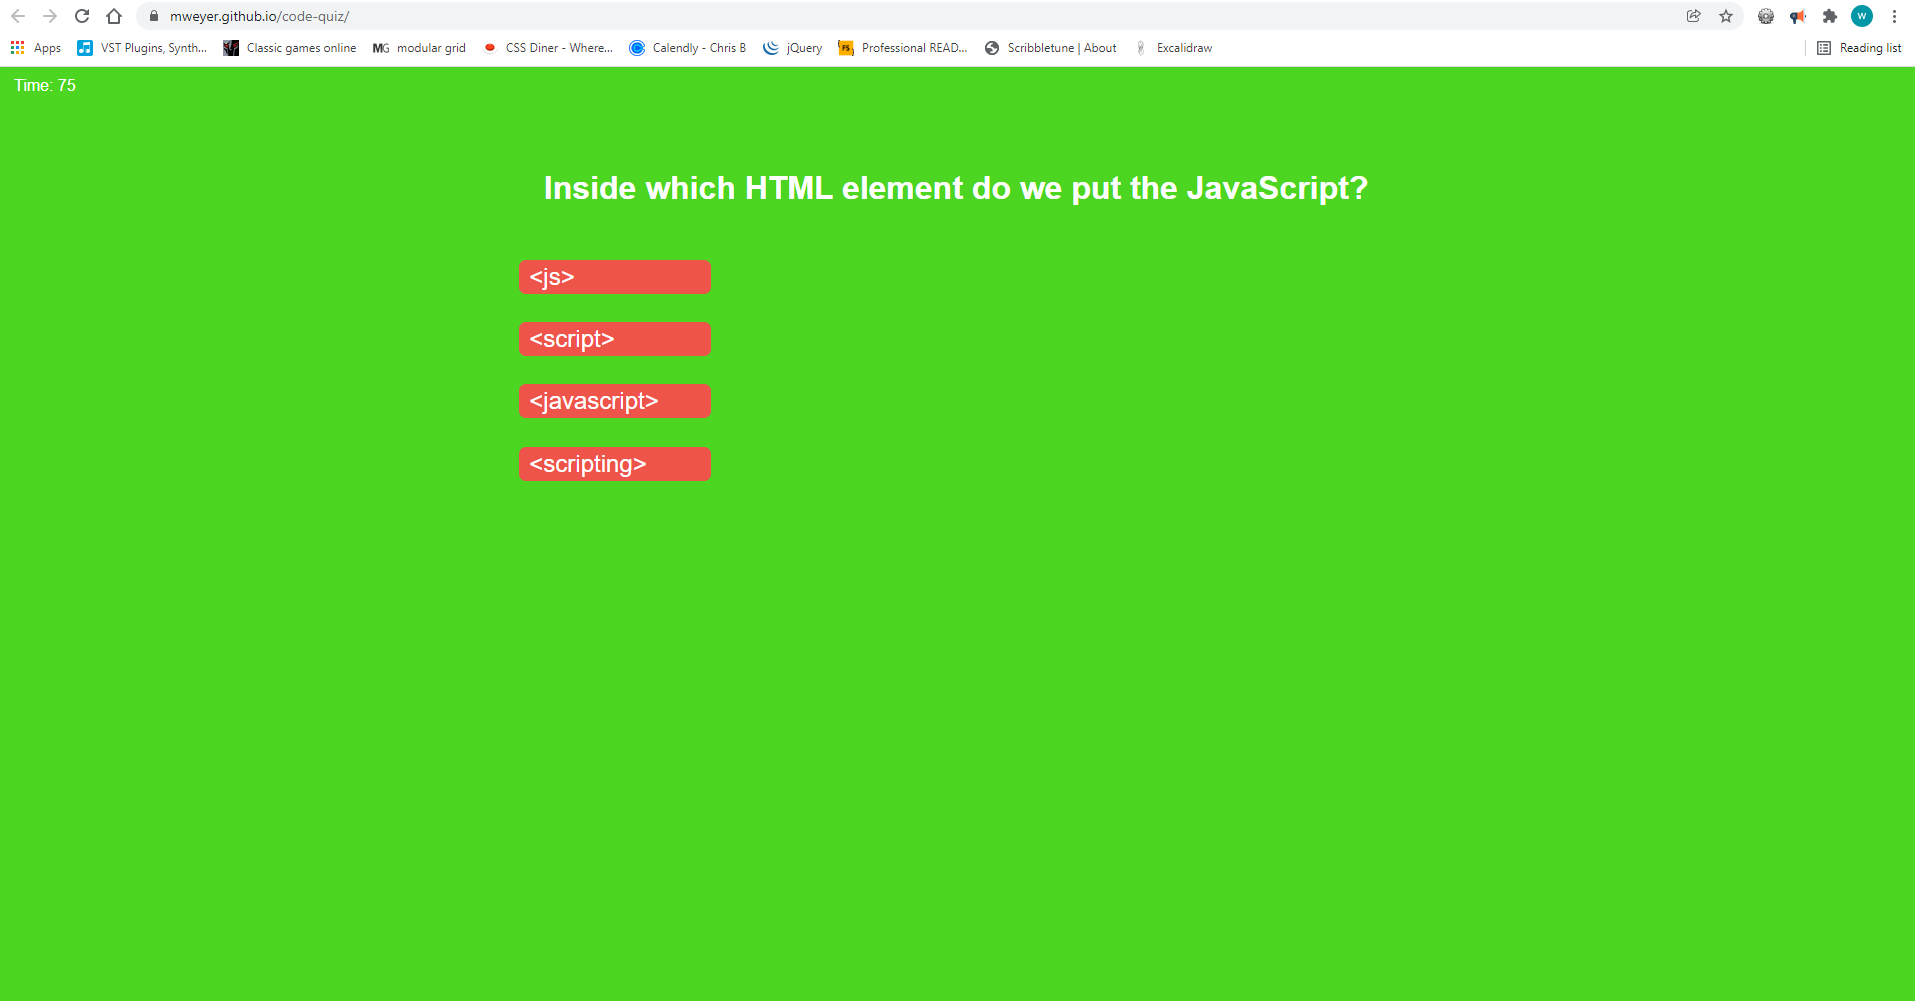 mweyer.github.io/code-quiz/
W
Apps
VST Plugins, Synth...
Classic games online
MG modular grid
CSS Diner - Where...
Calendly - Chris B
jQuery
FS Professional READ...
Scribbletune | About
Excalidraw
Reading list
Time: 75
Inside which HTML element do we put the JavaScript?
<js>
<script>
<javascript>
<scripting>